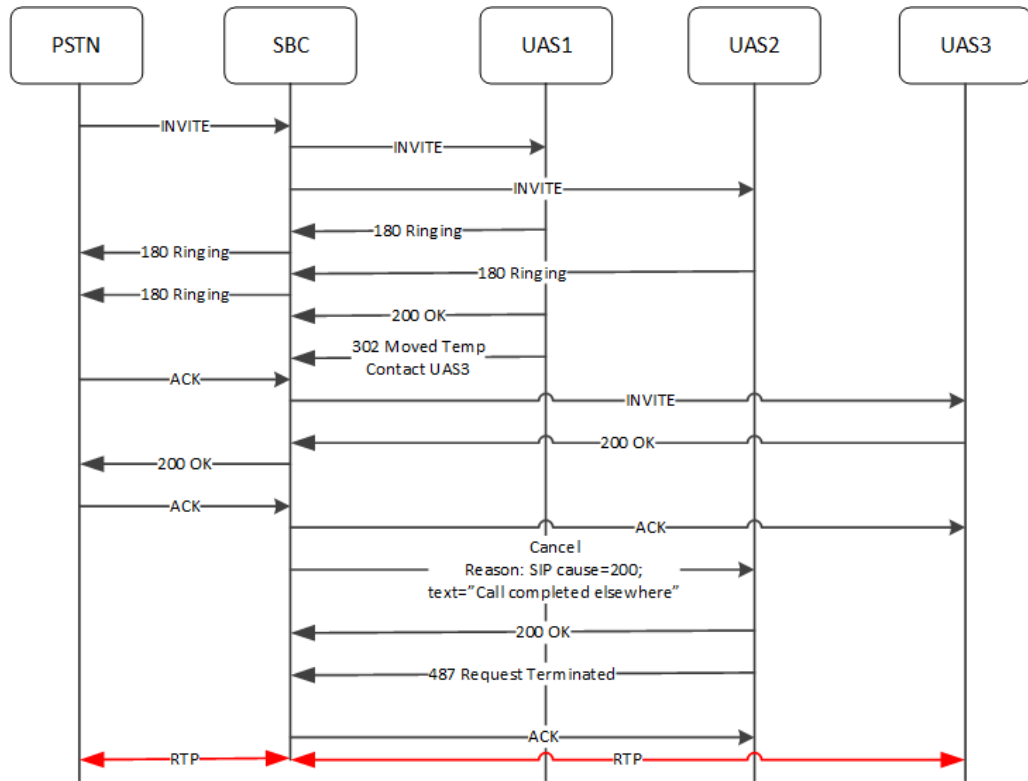 PSTN
SBC
UAS1
UAS2
UAS3
INVITE
INVITE
INVITE
180 Ringing
180 Ringing
180 Ringing
180 Ringing
200 OK
302 Moved Temp
Contact UAS3
ACK
INVITE
200 OK
200 OK
ACK
ACK
Cancel
Reason: SIP cause=200;
text=”Call completed elsewhere”
200 OK
487 Request Terminated
ACK
RTP
RTP